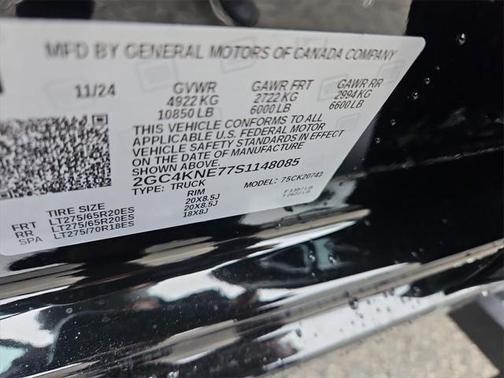 MFD BY GENERAL MOTORS OF CANADA COMPANY
11/24 GVWR GAWR FRT GAWR RR
4922 KG 2722 KG 2994 KG
10850 LB 6000 LB 6600 LB
THIS VEHICLE CONFORMS TO ALL
APPLICABLE U.S. FEDERAL MOTOR
VEHICLE SAFETY STANDARDS IN EFFECT
ON THE DATE OF MANUFACTURE
SHOWN ABOVE.
2GC4KNE77S1148085
TYPE: TRUCK MODEL: 75CK20743
TIRE SIZE RIM
FRT LT275/65R20ES 20X8.5J
RR LT275/65R20ES 20X8.5J
SPA LT275/70R18ES 18X8J